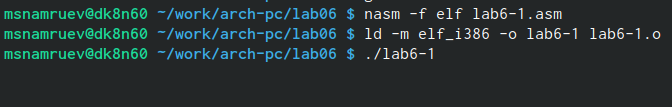 msnamruev@dk8n60 ~/work/arch-pc/lab06 $ nasm -f elf lab6-1.asm
msnamruev@dk8n60 ~/work/arch-pc/lab06 $ ld -m elf_i386 -o lab6-1 lab6-1.o
msnamruev@dk8n60 ~/work/arch-pc/lab06 $ ./lab6-1